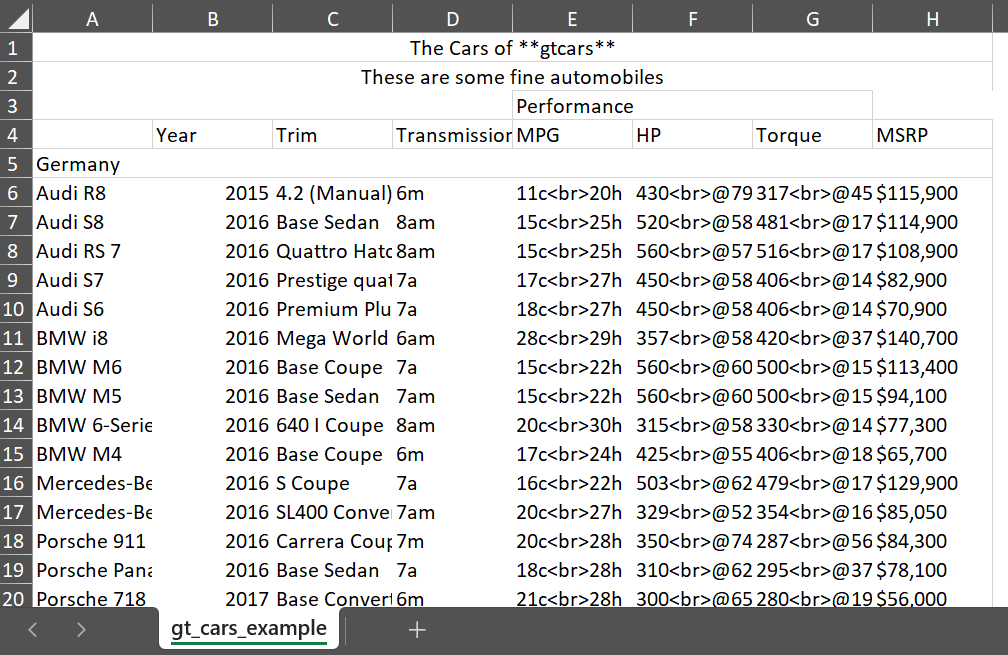 A B C D E F G H
1 The Cars of **gtcars**
2 These are some fine automobiles
3 Performance
4 Year Trim Transmission MPG HP Torque MSRP
5 Germany
6 Audi R8 2015 4.2 (Manual) 6m 11c<br>20h 430<br>@79 317<br>@45 $115,900
7 Audi S8 2016 Base Sedan 8am 15c<br>25h 520<br>@58 481<br>@17 $114,900
8 Audi RS 7 2016 Quattro Hatc 8am 15c<br>25h 560<br>@57 516<br>@17 $108,900
9 Audi S7 2016 Prestige quat 7a 17c<br>27h 450<br>@58 406<br>@14 $82,900
10 Audi S6 2016 Premium Plu 7a 18c<br>27h 450<br>@58 406<br>@14 $70,900
11 BMW i8 2016 Mega World 6am 28c<br>29h 357<br>@58 420<br>@37 $140,700
12 BMW M6 2016 Base Coupe 7a 15c<br>22h 560<br>@60 500<br>@15 $113,400
13 BMW M5 2016 Base Sedan 7am 15c<br>22h 560<br>@60 500<br>@15 $94,100
14 BMW 6-Serie 2016 640 I Coupe 8am 20c<br>30h 315<br>@58 330<br>@14 $77,300
15 BMW M4 2016 Base Coupe 6m 17c<br>24h 425<br>@55 406<br>@18 $65,700
16 Mercedes-Be 2016 S Coupe 7a 16c<br>22h 503<br>@62 479<br>@17 $129,900
17 Mercedes-Be 2016 SL400 Conve 7am 20c<br>27h 329<br>@52 354<br>@16 $85,050
18 Porsche 911 2016 Carrera Coup 7m 20c<br>28h 350<br>@74 287<br>@56 $84,300
19 Porsche Pana 2016 Base Sedan 7a 18c<br>28h 310<br>@62 295<br>@37 $78,100
20 Porsche 718 2017 Base Convert 6m 21c<br>28h 300<br>@65 280<br>@19 $56,000
gt_cars_example